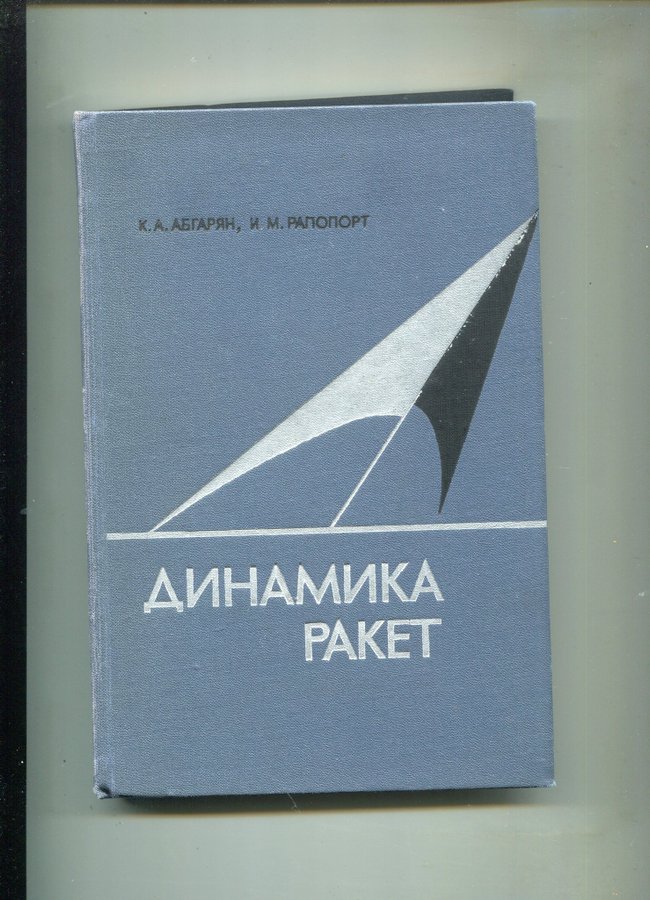 К. А. АБГАРЯН, И М. РАПОПОРТ
ДИНАМИКА
РАКЕТ